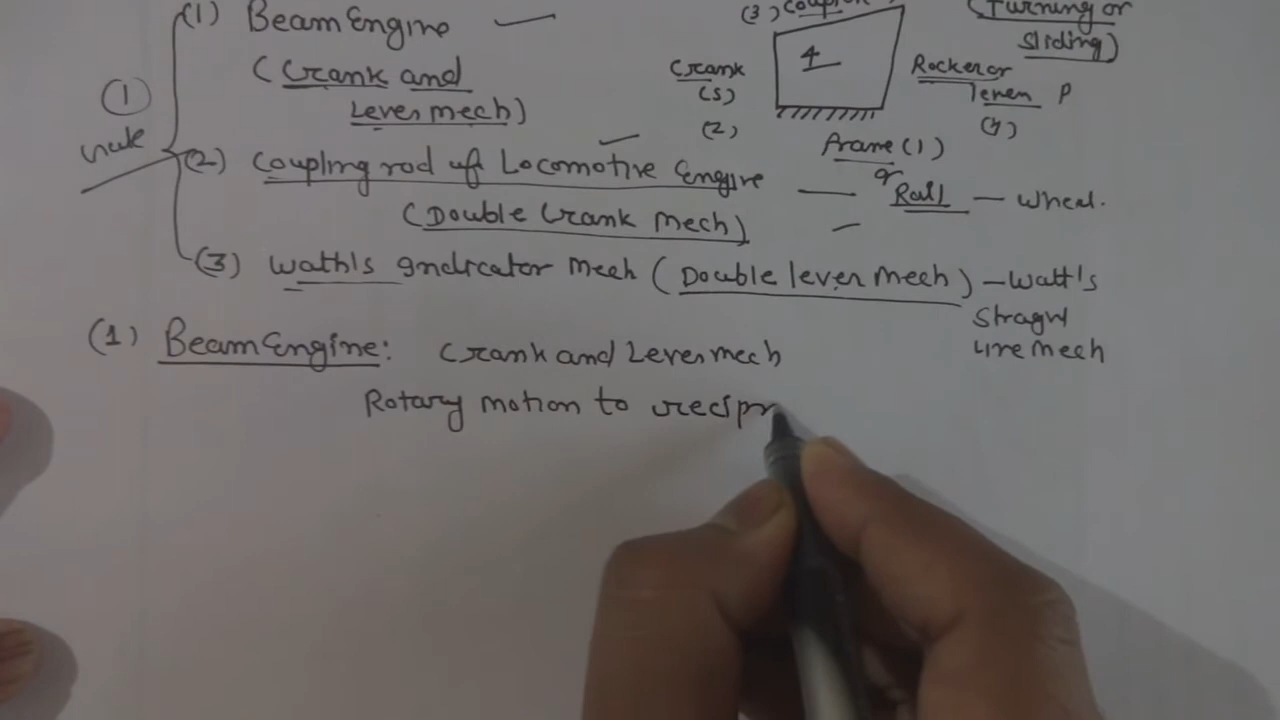 (1) Beam Engine
(Crank and
Lever mech)
(3) Coupler
(Turning or
Sliding)
4
Crank
(S)
(2)
Rocker or
lever P
(4)
Frame (1)
or
Rail — wheel.
①
(2) Coupling rod of Locomotive Engine
(Double Crank Mech)
(3) Wath's Indicator Mech (Double lever Mech) — Watt's
Straght
Line Mech
(1) Beam Engine: Crank and Lever mech
Rotary motion to recipr